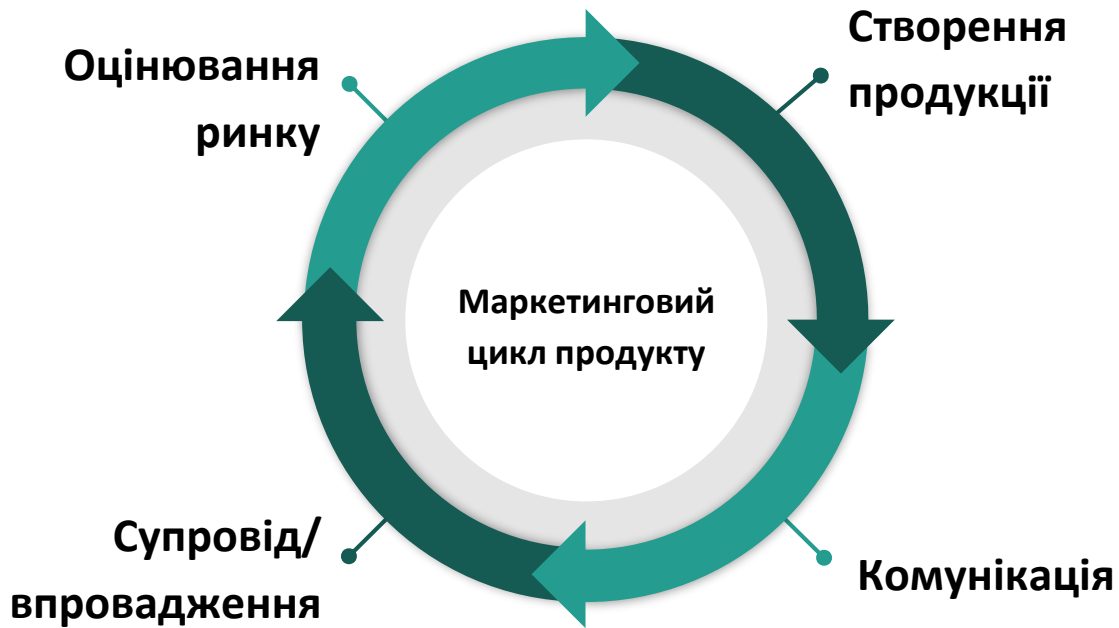 Оцінювання
ринку
Створення
продукції
Маркетинговий
цикл продукту
Супровід/
впровадження
Комунікація